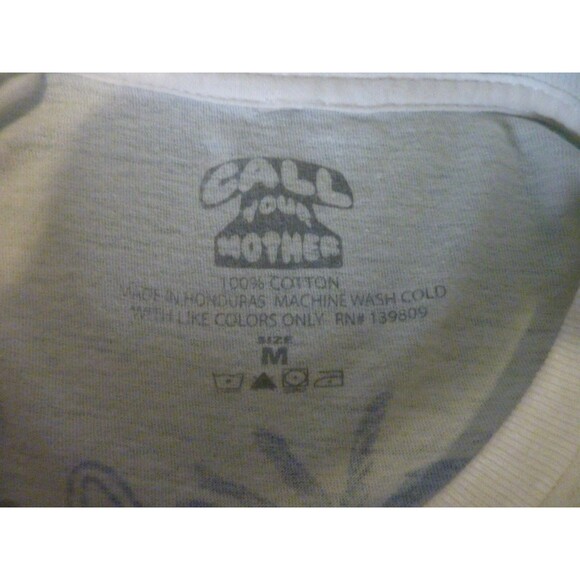 CALL
YOUR
MOTHER
100% COTTON
MADE IN HONDURAS MACHINE WASH COLD
WITH LIKE COLORS ONLY RN# 139809
SIZE
M